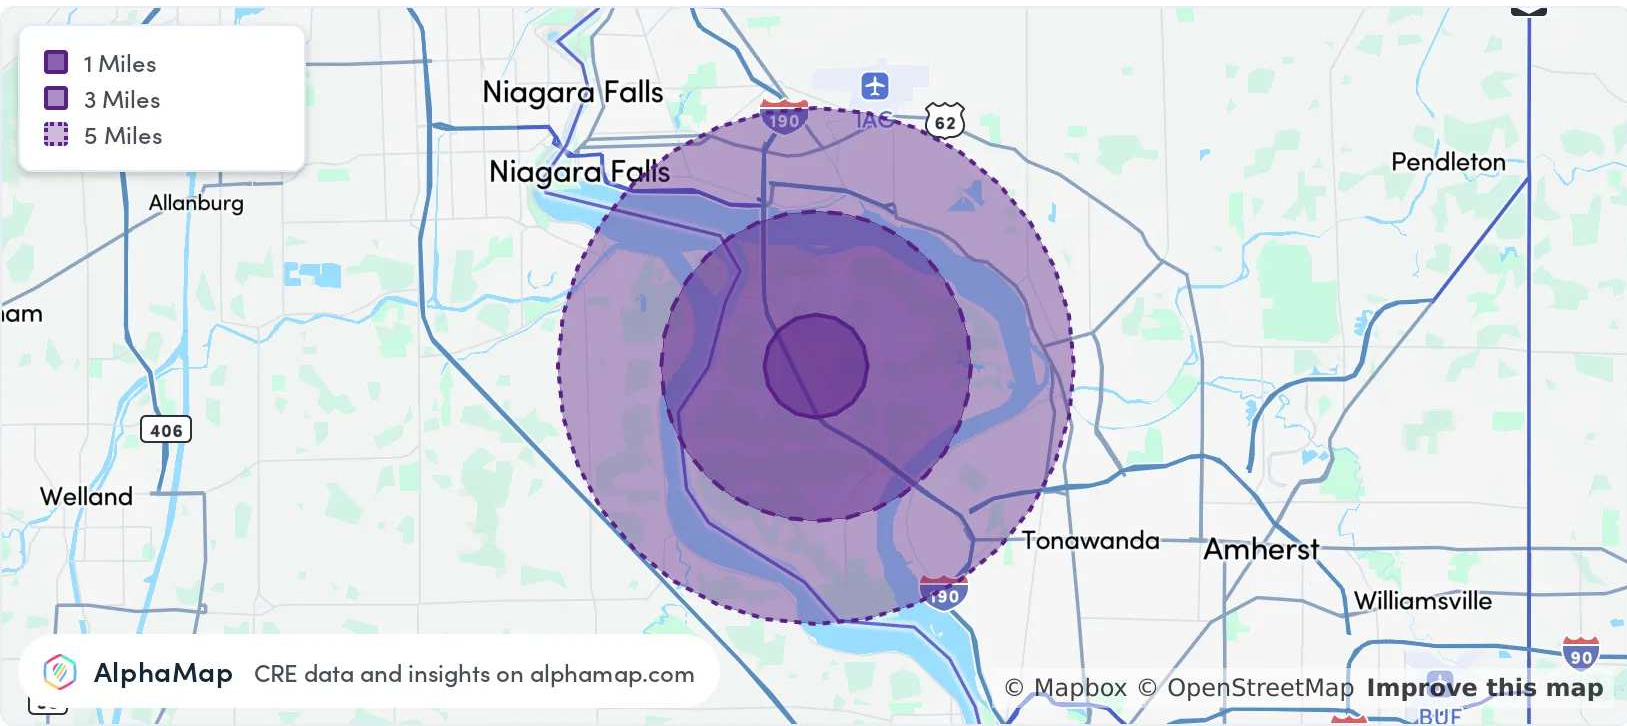 1 Miles
3 Miles
5 Miles
Niagara Falls
190
IAG
62
Niagara Falls
Pendleton
Allanburg
am
406
Welland
Tonawanda
Amherst
190
Williamsville
90
AlphaMap CRE data and insights on alphamap.com
© Mapbox © OpenStreetMap Improve this map
BUF